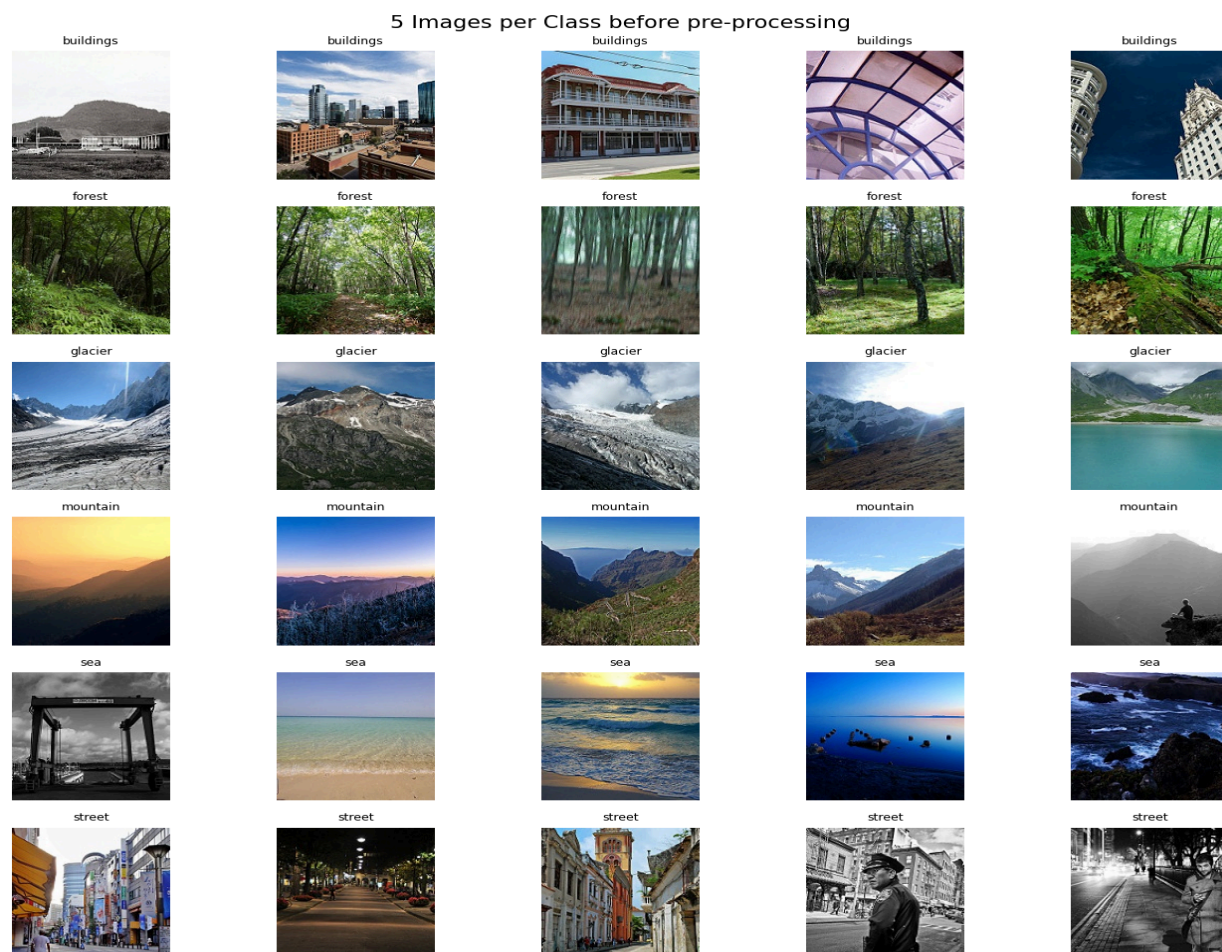 5 Images per Class before pre-processing
buildings
buildings
buildings
buildings
buildings
forest
forest
forest
forest
forest
glacier
glacier
glacier
glacier
glacier
mountain
mountain
mountain
mountain
mountain
sea
sea
sea
sea
sea
street
street
street
street
street